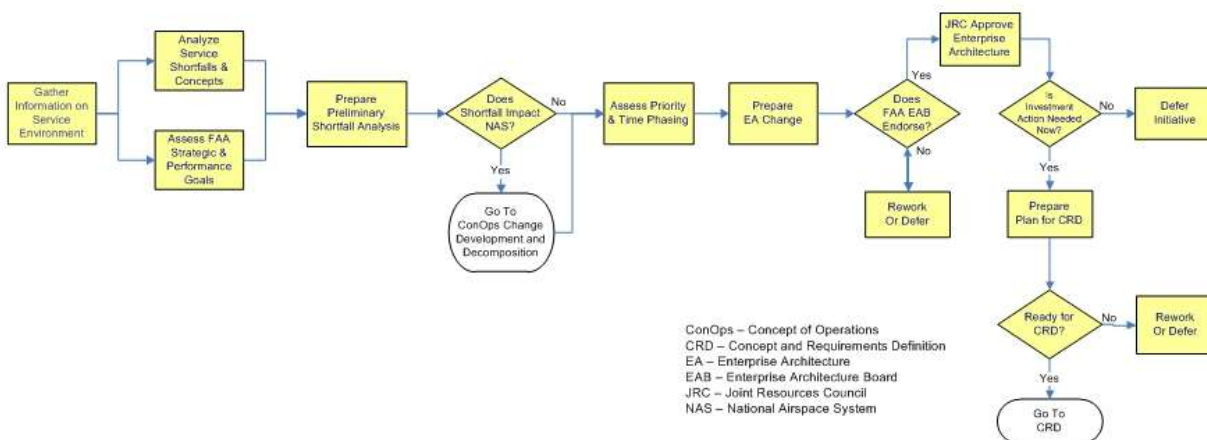 Gather
Information on
Service
Environment
Analyze
Service
Shortfalls &
Concepts
Assess FAA
Strategic &
Performance
Goals
Prepare
Preliminary
Shortfall Analysis
Does
Shortfall Impact
NAS?
No
Yes
Go To
ConOps Change
Development and
Decomposition
Assess Priority
& Time Phasing
Prepare
EA Change
Does
FAA EAB
Endorse?
Yes
No
Rework
Or Defer
JRC Approve
Enterprise
Architecture
Is
Investment
Action Needed
Now?
No
Defer
Initiative
Yes
Prepare
Plan for CRD
Ready for
CRD?
No
Rework
Or Defer
Yes
Go To
CRD
ConOps – Concept of Operations
CRD – Concept and Requirements Definition
EA – Enterprise Architecture
EAB – Enterprise Architecture Board
JRC – Joint Resources Council
NAS – National Airspace System